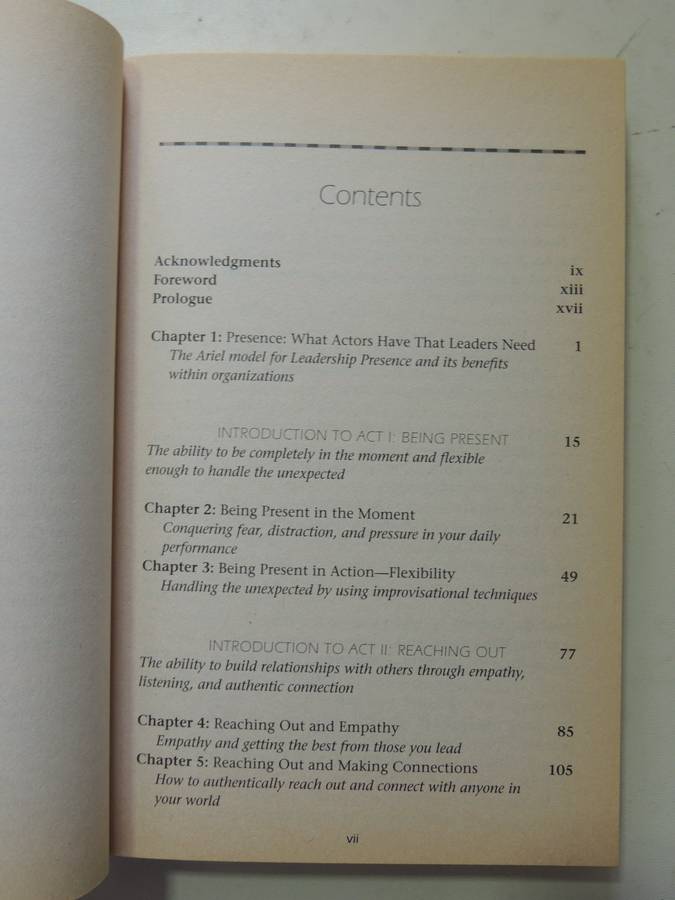 Contents
Acknowledgments ix
Foreword xiii
Prologue xvii
Chapter 1: Presence: What Actors Have That Leaders Need 1
The Ariel model for Leadership Presence and its benefits
within organizations
INTRODUCTION TO ACT I: BEING PRESENT 15
The ability to be completely in the moment and flexible
enough to handle the unexpected
Chapter 2: Being Present in the Moment 21
Conquering fear, distraction, and pressure in your daily
performance
Chapter 3: Being Present in Action—Flexibility 49
Handling the unexpected by using improvisational techniques
INTRODUCTION TO ACT II: REACHING OUT 77
The ability to build relationships with others through empathy,
listening, and authentic connection
Chapter 4: Reaching Out and Empathy 85
Empathy and getting the best from those you lead
Chapter 5: Reaching Out and Making Connections 105
How to authentically reach out and connect with anyone in
your world
vii